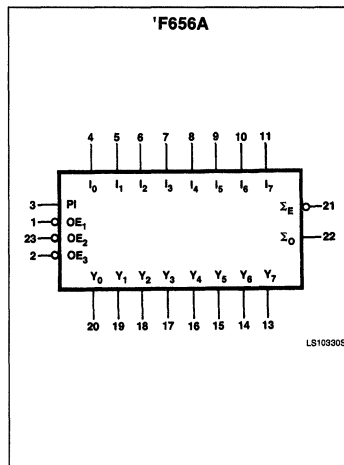 'F656A
4 5 6 7 8 9 10 11
I0 I1 I2 I3 I4 I5 I6 I7
3 PI
ΣE 21
1 OE1
23 OE2
ΣO 22
2 OE3
Y0 Y1 Y2 Y3 Y4 Y5 Y6 Y7
20 19 18 17 16 15 14 13
LS10330S